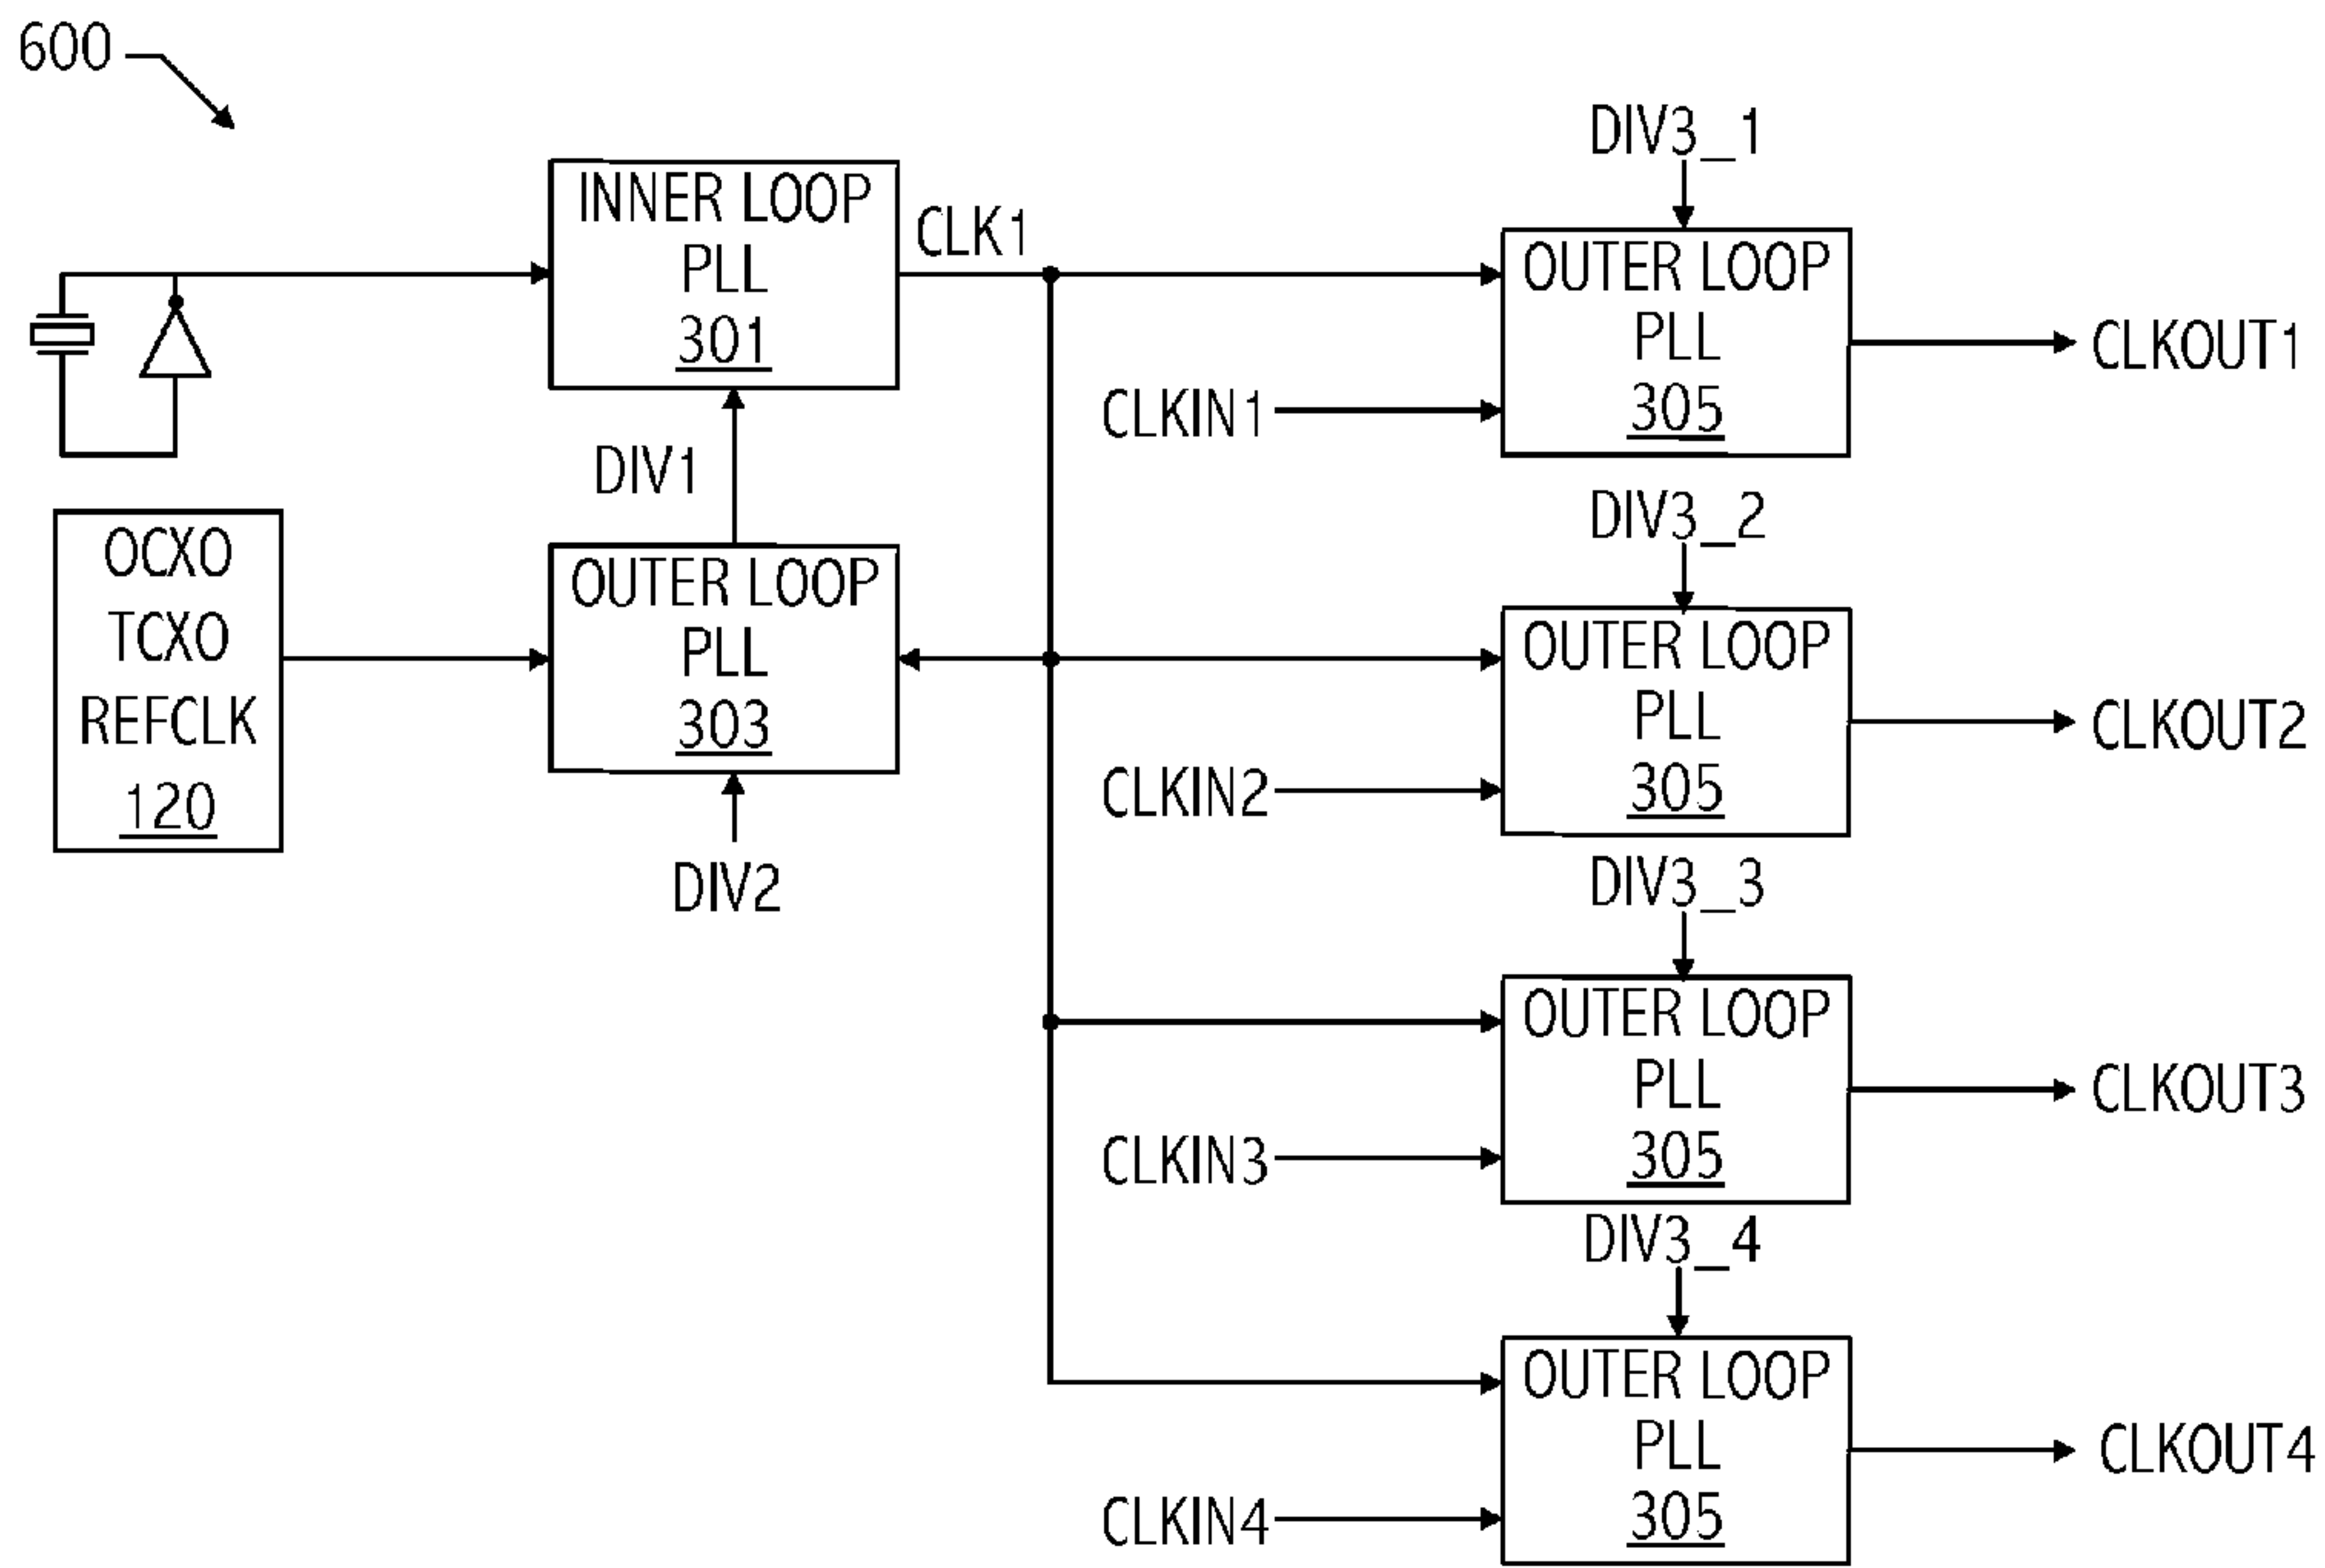 600
INNER LOOP
PLL
301
CLK1
DIV1
OCXO
TCXO
REFCLK
120
OUTER LOOP
PLL
303
DIV2
DIV3_1
OUTER LOOP
PLL
305
CLKIN1
CLKOUT1
DIV3_2
OUTER LOOP
PLL
305
CLKIN2
CLKOUT2
DIV3_3
OUTER LOOP
PLL
305
CLKIN3
CLKOUT3
DIV3_4
OUTER LOOP
PLL
305
CLKIN4
CLKOUT4